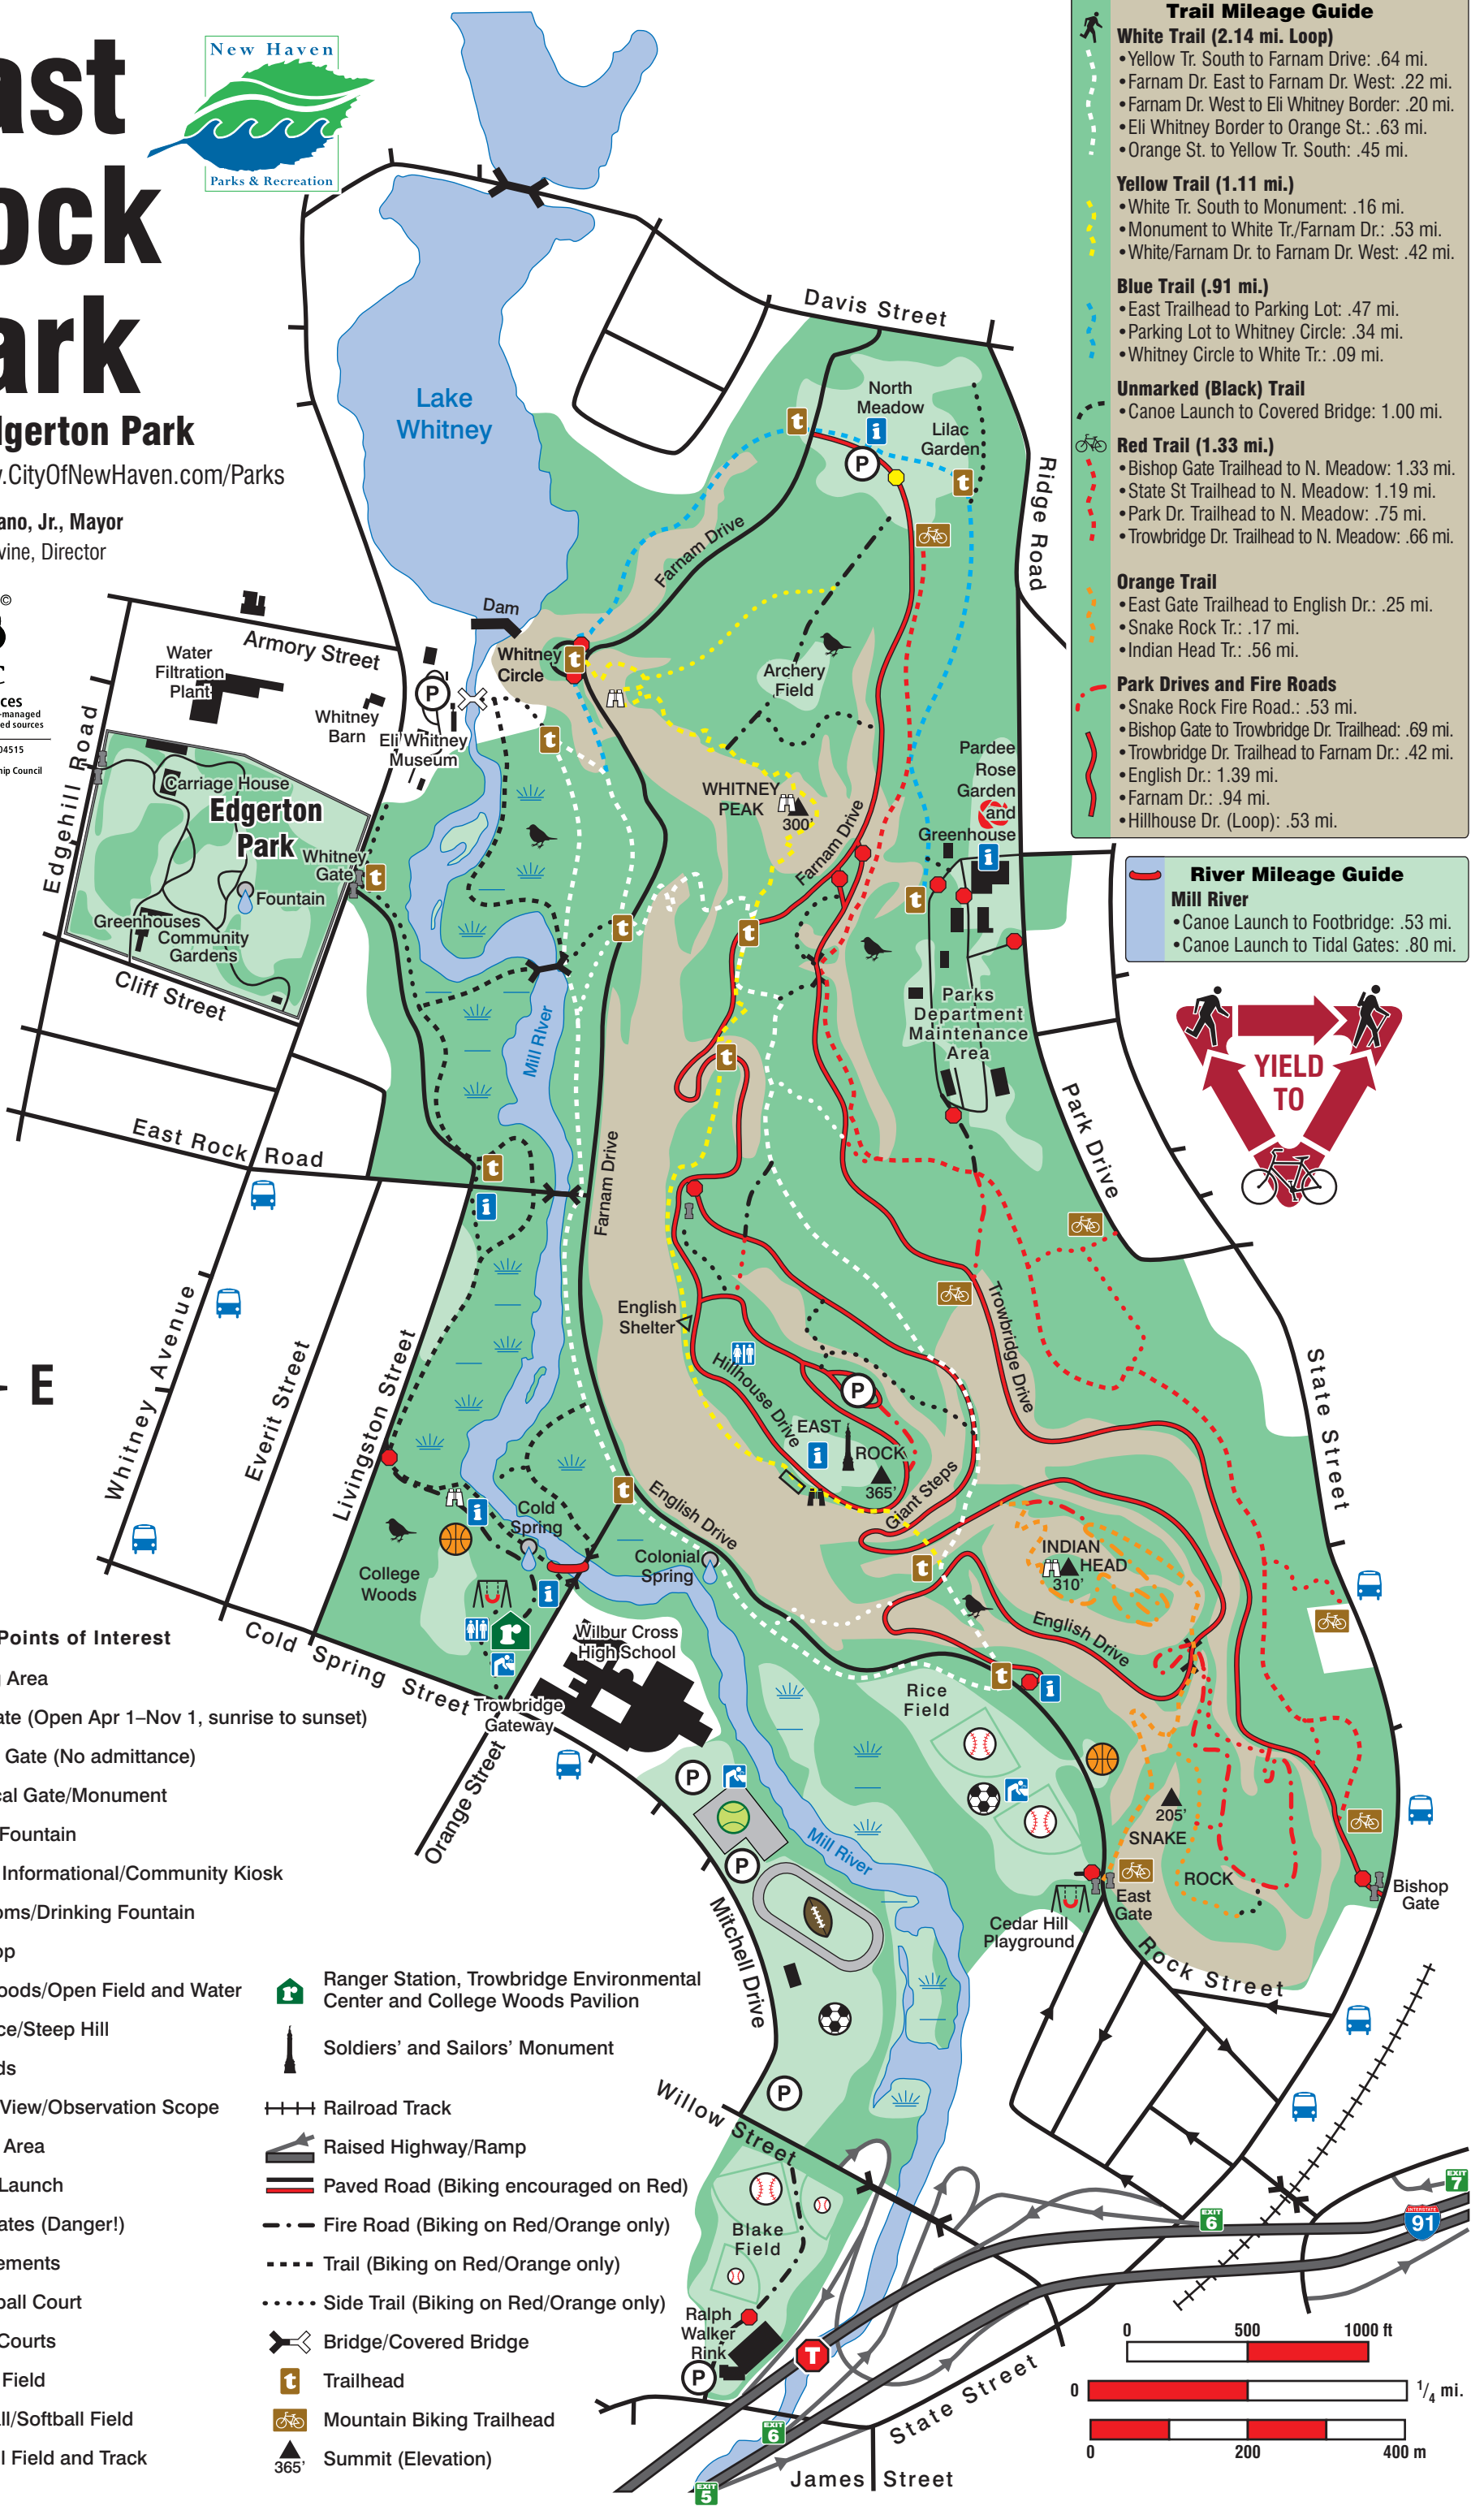 ast
ock
ark
New Haven
Parks & Recreation
dgerton Park
.CityOfNewHaven.com/Parks
ano, Jr., Mayor
vine, Director
©
ces
-managed
ed sources
04515
hip Council
Trail Mileage Guide
White Trail (2.14 mi. Loop)
•Yellow Tr. South to Farnam Drive: .64 mi.
•Farnam Dr. East to Farnam Dr. West: .22 mi.
•Farnam Dr. West to Eli Whitney Border: .20 mi.
•Eli Whitney Border to Orange St.: .63 mi.
•Orange St. to Yellow Tr. South: .45 mi.
Yellow Trail (1.11 mi.)
•White Tr. South to Monument: .16 mi.
•Monument to White Tr./Farnam Dr.: .53 mi.
•White/Farnam Dr. to Farnam Dr. West: .42 mi.
Blue Trail (.91 mi.)
•East Trailhead to Parking Lot: .47 mi.
•Parking Lot to Whitney Circle: .34 mi.
•Whitney Circle to White Tr.: .09 mi.
Unmarked (Black) Trail
•Canoe Launch to Covered Bridge: 1.00 mi.
Red Trail (1.33 mi.)
•Bishop Gate Trailhead to N. Meadow: 1.33 mi.
•State St Trailhead to N. Meadow: 1.19 mi.
•Park Dr. Trailhead to N. Meadow: .75 mi.
•Trowbridge Dr. Trailhead to N. Meadow: .66 mi.
Orange Trail
•East Gate Trailhead to English Dr.: .25 mi.
•Snake Rock Tr.: .17 mi.
•Indian Head Tr.: .56 mi.
Park Drives and Fire Roads
•Snake Rock Fire Road.: .53 mi.
•Bishop Gate to Trowbridge Dr. Trailhead: .69 mi.
•Trowbridge Dr. Trailhead to Farnam Dr.: .42 mi.
•English Dr.: 1.39 mi.
•Farnam Dr.: .94 mi.
•Hillhouse Dr. (Loop): .53 mi.
River Mileage Guide
Mill River
•Canoe Launch to Footbridge: .53 mi.
•Canoe Launch to Tidal Gates: .80 mi.
YIELD
TO
Davis Street
Lake
Whitney
North
Meadow
Lilac
Garden
t
i
P
t
Ridge Road
Farnam Drive
Dam
Whitney
Circle
t
Armory Street
Water
Filtration
Plant
Whitney
Barn
P
Eli Whitney
Museum
t
Archery
Field
Pardee
Rose
Garden
and
Greenhouse
i
WHITNEY
PEAK
300'
Farnam Drive
Edgehill Road
Carriage House
Edgerton
Park
Whitney
Gate
t
Fountain
Greenhouses
Community
Gardens
Cliff Street
t
t
t
Parks
Department
Maintenance
Area
Mill River
t
Park Drive
East Rock Road
t
i
Farnam Drive
English
Shelter
Hillhouse Drive
P
EAST
ROCK
i
365'
Giant Steps
Trowbridge Drive
State Street
Whitney Avenue
Everit Street
Livingston Street
E
t
English Drive
i
Cold
Spring
Colonial
Spring
College
Woods
i
r
t
INDIAN
HEAD
310'
English Drive
Cold Spring Street
Wilbur Cross
High School
Trowbridge
Gateway
Orange Street
t
i
Rice
Field
P
P
Mill River
Mitchell Drive
205'
SNAKE
ROCK
East
Gate
Cedar Hill
Playground
Bishop
Gate
Rock Street
P
Willow Street
Blake
Field
Ralph
Walker
Rink
P
T
EXIT 6
EXIT 5
EXIT 6
EXIT 7
INTERSTATE
91
State Street
James Street
Points of Interest
Area
ate (Open Apr 1–Nov 1, sunrise to sunset)
Gate (No admittance)
cal Gate/Monument
Fountain
Informational/Community Kiosk
oms/Drinking Fountain
op
oods/Open Field and Water
ce/Steep Hill
ds
View/Observation Scope
Area
Launch
ates (Danger!)
ements
ball Court
Courts
Field
ll/Softball Field
l Field and Track
r
Ranger Station, Trowbridge Environmental
Center and College Woods Pavilion
Soldiers' and Sailors' Monument
Railroad Track
Raised Highway/Ramp
Paved Road (Biking encouraged on Red)
Fire Road (Biking on Red/Orange only)
Trail (Biking on Red/Orange only)
Side Trail (Biking on Red/Orange only)
Bridge/Covered Bridge
t
Trailhead
Mountain Biking Trailhead
365'
Summit (Elevation)
0 500 1000 ft
0 1/4 mi.
0 200 400 m